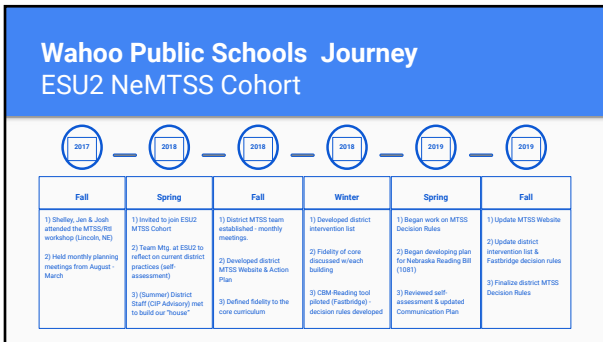 Wahoo Public Schools Journey
ESU2 NeMTSS Cohort
2017
2018
2018
2018
2019
2019
Fall
Spring
Fall
Winter
Spring
Fall
1) Shelley, Jen & Josh
attended the MTSS/RtI
workshop (Lincoln, NE)
2) Held monthly planning
meetings from August -
March
1) Invited to join ESU2
MTSS Cohort
2) Team Mtg. at ESU2 to
reflect on current district
practices (self-
assessment)
3) (Summer) District
Staff (CIP Advisory) met
to build our "house"
1) District MTSS team
established - monthly
meetings.
2) Developed district
MTSS Website & Action
Plan
3) Defined fidelity to the
core curriculum
1) Developed district
intervention list
2) Fidelity of core
discussed w/each
building
3) CBM-Reading tool
piloted (Fastbridge) -
decision rules developed
1) Began work on MTSS
Decision Rules
2) Began developing plan
for Nebraska Reading Bill
(1081)
3) Reviewed self-
assessment & updated
Communication Plan
1) Update MTSS Website
2) Update district
intervention list &
Fastbridge decision rules
3) Finalize district MTSS
Decision Rules